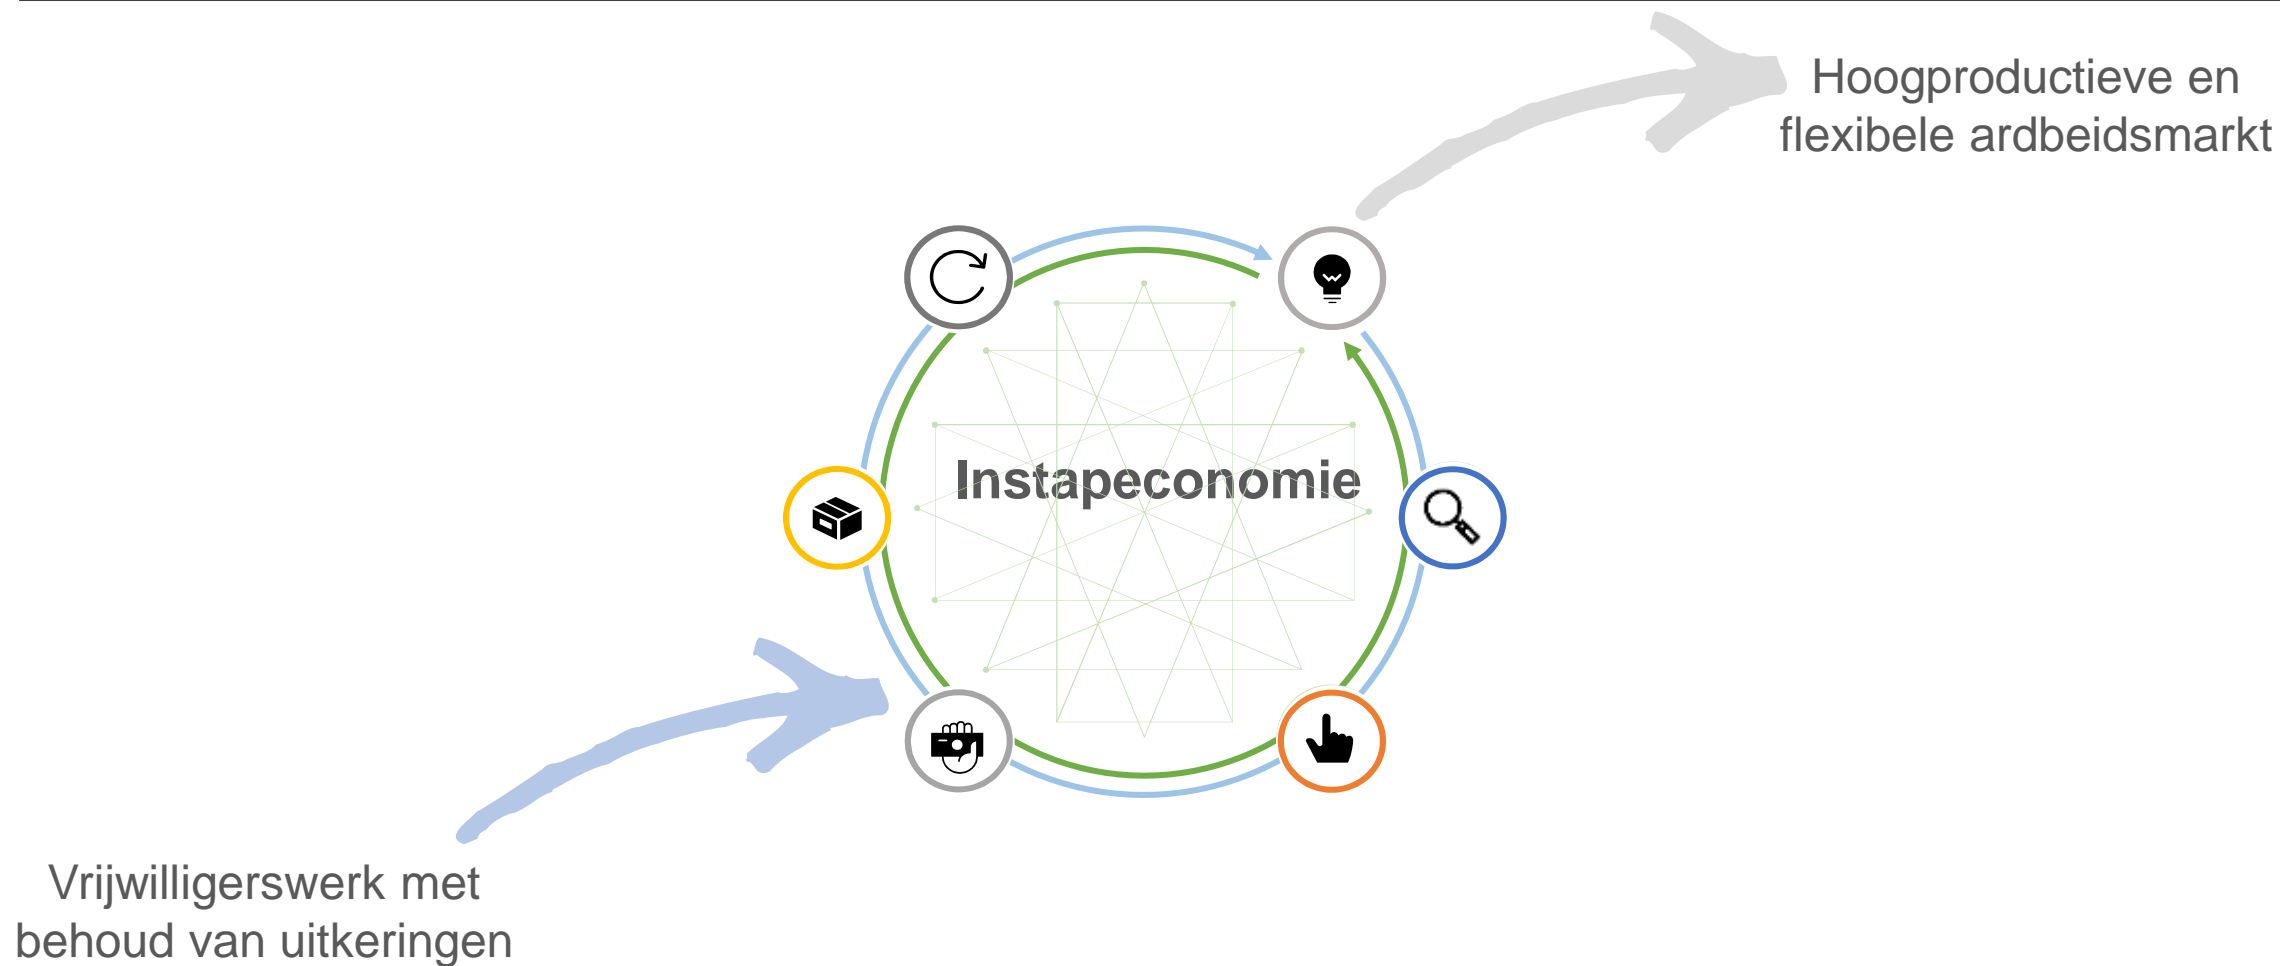 Hoogproductieve en
flexibele ardbeidsmarkt
Instapeconomie
Vrijwilligerswerk met
behoud van uitkeringen